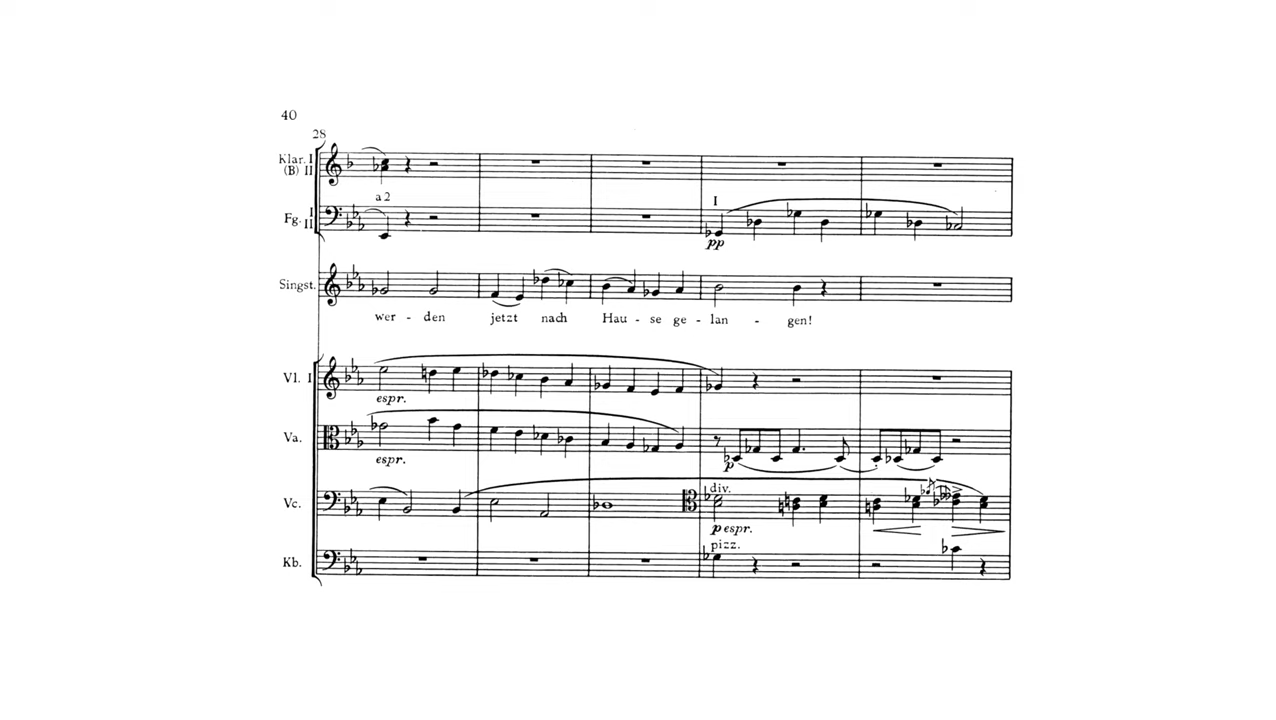 40
28
Klar. I
(B) II
a 2
I
Fg. I
II
pp
Singst.
wer - den jetzt nach Hau - se ge - lan - gen!
Vl. I
espr.
Va.
espr.
p
div.
Vc.
p espr.
pizz.
Kb.